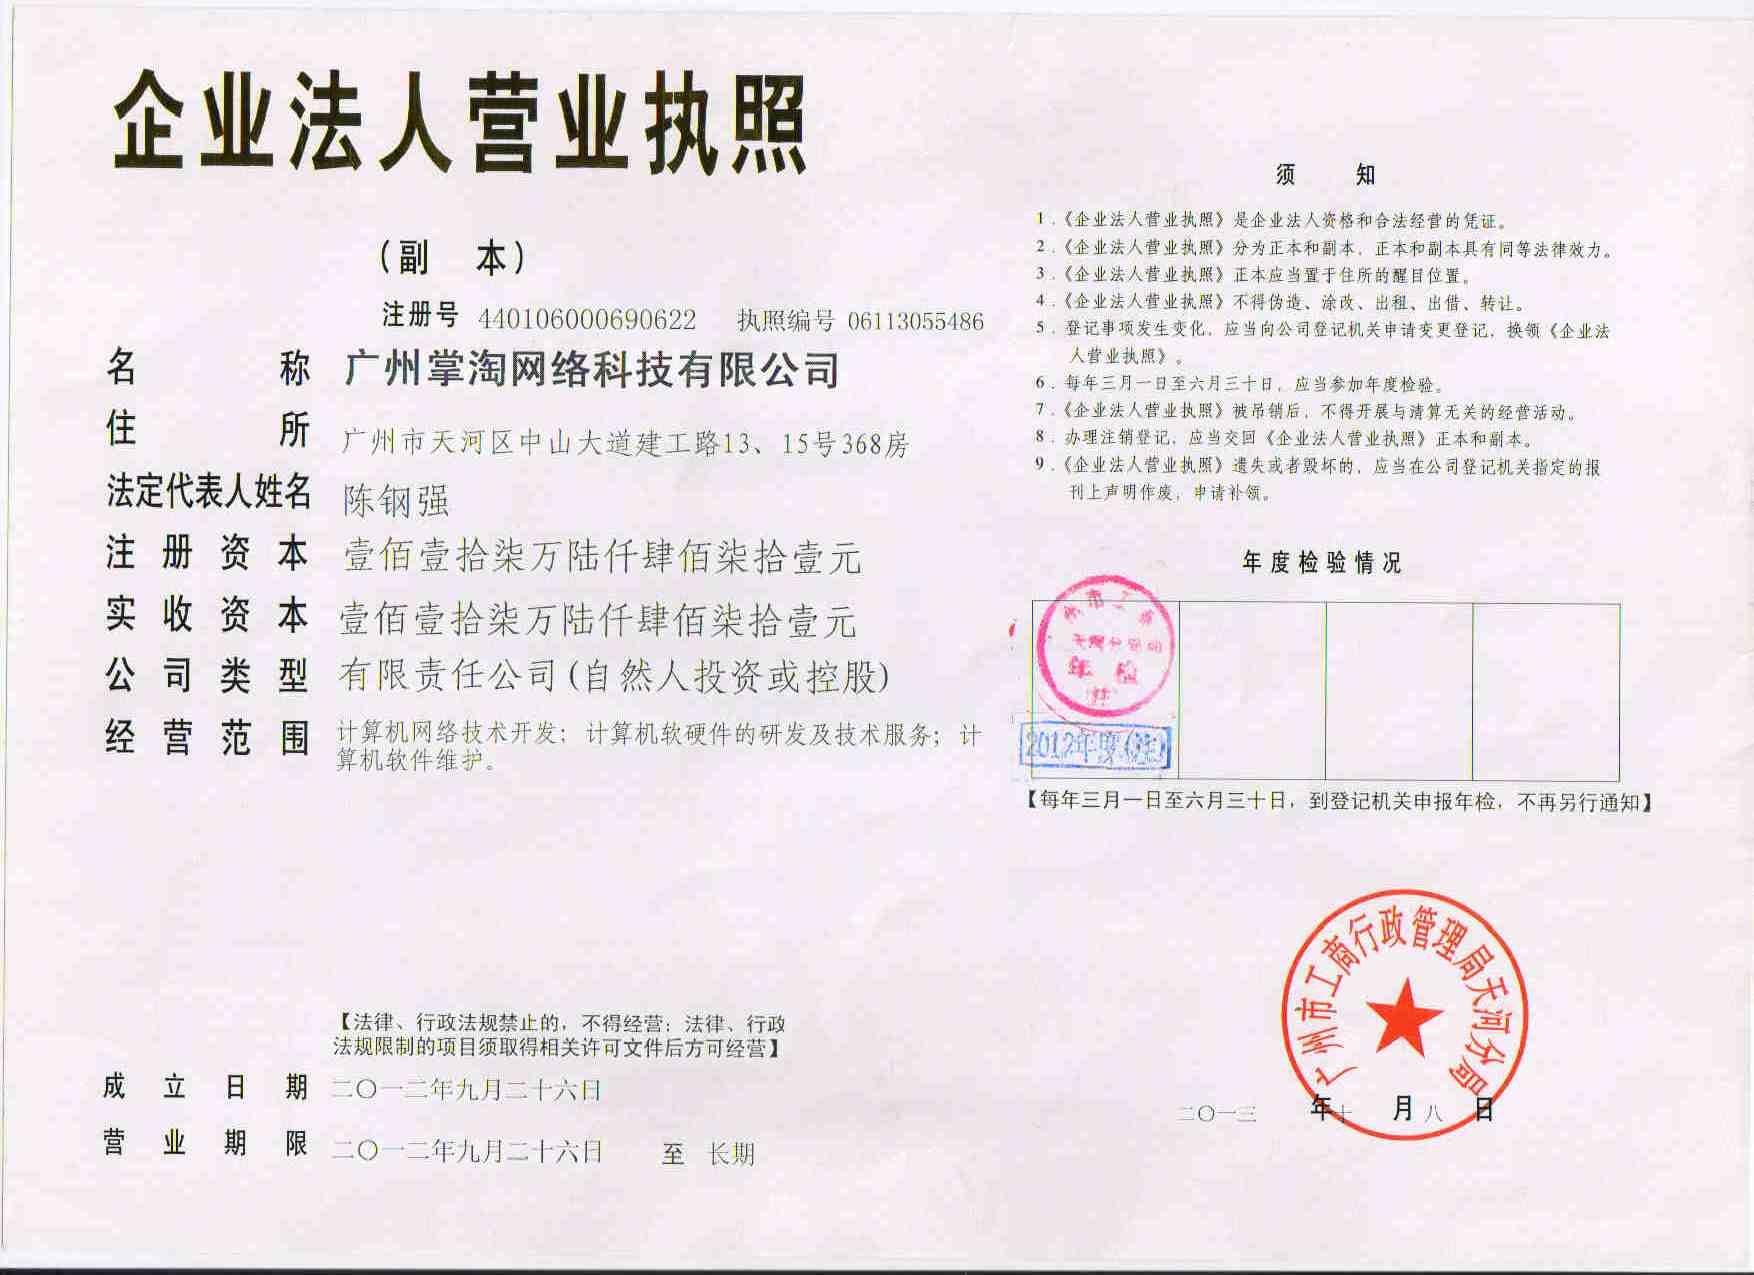 企业法人营业执照
(副 本)
注册号 440106000690622 执照编号 06113055486
名称 广州掌淘网络科技有限公司
住所 广州市天河区中山大道建工路13、15号368房
法定代表人姓名 陈钢强
注册资本 壹佰壹拾柒万陆仟肆佰柒拾壹元
实收资本 壹佰壹拾柒万陆仟肆佰柒拾壹元
公司类型 有限责任公司(自然人投资或控股)
经营范围 计算机网络技术开发；计算机软硬件的研发及技术服务；计
算机软件维护。
【法律、行政法规禁止的，不得经营；法律、行政
法规限制的项目须取得相关许可文件后方可经营】
成立日期 二〇一二年九月二十六日
营业期限 二〇一二年九月二十六日 至 长期
须 知
1．《企业法人营业执照》是企业法人资格和合法经营的凭证。
2．《企业法人营业执照》分为正本和副本，正本和副本具有同等法律效力。
3．《企业法人营业执照》正本应当置于住所的醒目位置。
4．《企业法人营业执照》不得伪造、涂改、出租、出借、转让。
5．登记事项发生变化，应当向公司登记机关申请变更登记，换领《企业法
人营业执照》。
6．每年三月一日至六月三十日，应当参加年度检验。
7．《企业法人营业执照》被吊销后，不得开展与清算无关的经营活动。
8．办理注销登记，应当交回《企业法人营业执照》正本和副本。
9．《企业法人营业执照》遗失或者毁坏的，应当在公司登记机关指定的报
刊上声明作废，申请补领。
年度检验情况
年检
2012年度
【每年三月一日至六月三十日，到登记机关申报年检，不再另行通知】
广州市工商行政管理局天河分局
二〇一三 年十 月八 日